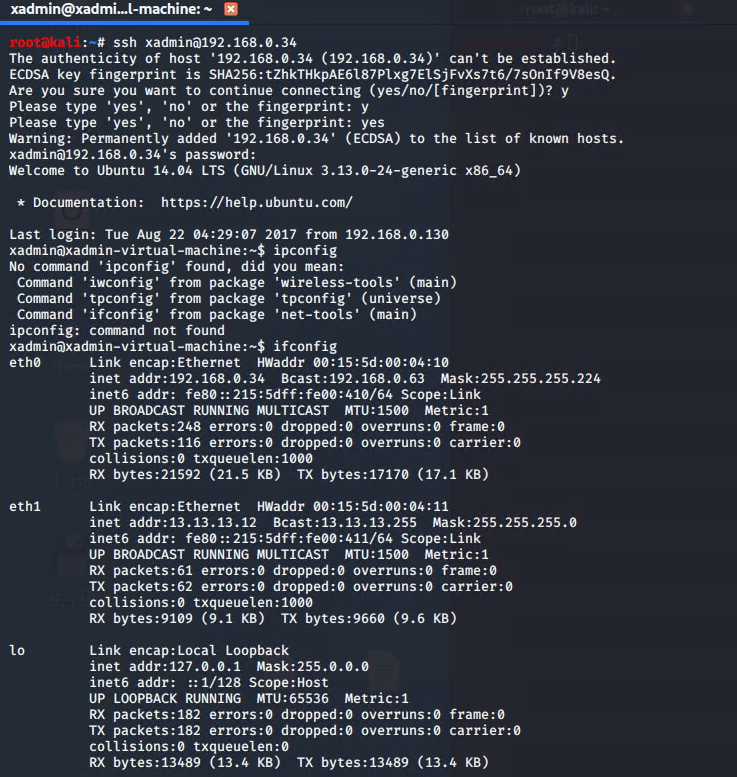 xadmin@xadmi...l-machine: ~
root@kali: ~
root@kali:~# ssh xadmin@192.168.0.34
The authenticity of host '192.168.0.34 (192.168.0.34)' can't be established.
ECDSA key fingerprint is SHA256:tZhkTHkpAE6l87Plxg7ElSjFvXs7t6/7sOnIf9V8esQ.
Are you sure you want to continue connecting (yes/no/[fingerprint])? y
Please type 'yes', 'no' or the fingerprint: y
Please type 'yes', 'no' or the fingerprint: yes
Warning: Permanently added '192.168.0.34' (ECDSA) to the list of known hosts.
xadmin@192.168.0.34's password:
Welcome to Ubuntu 14.04 LTS (GNU/Linux 3.13.0-24-generic x86_64)
* Documentation:  https://help.ubuntu.com/
Last login: Tue Aug 22 04:29:07 2017 from 192.168.0.130
xadmin@xadmin-virtual-machine:~$ ipconfig
No command 'ipconfig' found, did you mean:
Command 'iwconfig' from package 'wireless-tools' (main)
Command 'tpconfig' from package 'tpconfig' (universe)
Command 'ifconfig' from package 'net-tools' (main)
ipconfig: command not found
xadmin@xadmin-virtual-machine:~$ ifconfig
eth0      Link encap:Ethernet  HWaddr 00:15:5d:00:04:10
inet addr:192.168.0.34  Bcast:192.168.0.63  Mask:255.255.255.224
inet6 addr: fe80::215:5dff:fe00:410/64 Scope:Link
UP BROADCAST RUNNING MULTICAST  MTU:1500  Metric:1
RX packets:248 errors:0 dropped:0 overruns:0 frame:0
TX packets:116 errors:0 dropped:0 overruns:0 carrier:0
collisions:0 txqueuelen:1000
RX bytes:21592 (21.5 KB)  TX bytes:17170 (17.1 KB)
eth1      Link encap:Ethernet  HWaddr 00:15:5d:00:04:11
inet addr:13.13.13.12  Bcast:13.13.13.255  Mask:255.255.255.0
inet6 addr: fe80::215:5dff:fe00:411/64 Scope:Link
UP BROADCAST RUNNING MULTICAST  MTU:1500  Metric:1
RX packets:61 errors:0 dropped:0 overruns:0 frame:0
TX packets:62 errors:0 dropped:0 overruns:0 carrier:0
collisions:0 txqueuelen:1000
RX bytes:9109 (9.1 KB)  TX bytes:9660 (9.6 KB)
lo        Link encap:Local Loopback
inet addr:127.0.0.1  Mask:255.0.0.0
inet6 addr: ::1/128 Scope:Host
UP LOOPBACK RUNNING  MTU:65536  Metric:1
RX packets:182 errors:0 dropped:0 overruns:0 frame:0
TX packets:182 errors:0 dropped:0 overruns:0 carrier:0
collisions:0 txqueuelen:0
RX bytes:13489 (13.4 KB)  TX bytes:13489 (13.4 KB)